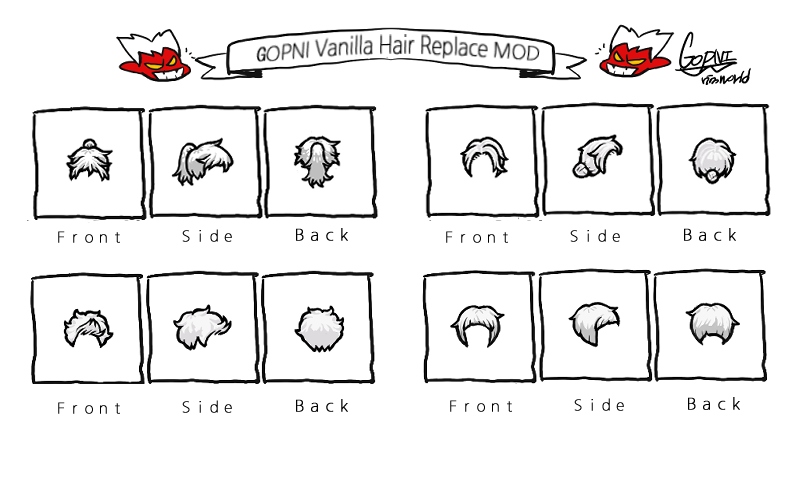 GOPNI Vanilla Hair Replace MOD
GOPNI
Front Side Back Front Side Back
Front Side Back Front Side Back